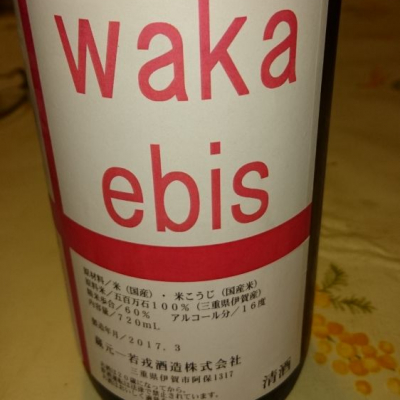 waka
ebis
原材料/米(国産)・米こうじ(国産米)
原料米/五百万石100%(三重県伊賀産)
精米歩合/60% アルコール分/16度
内容量/720mL
製造年月/2017.3
蔵元―若戎酒造株式会社
三重県伊賀市阿保1317
清酒